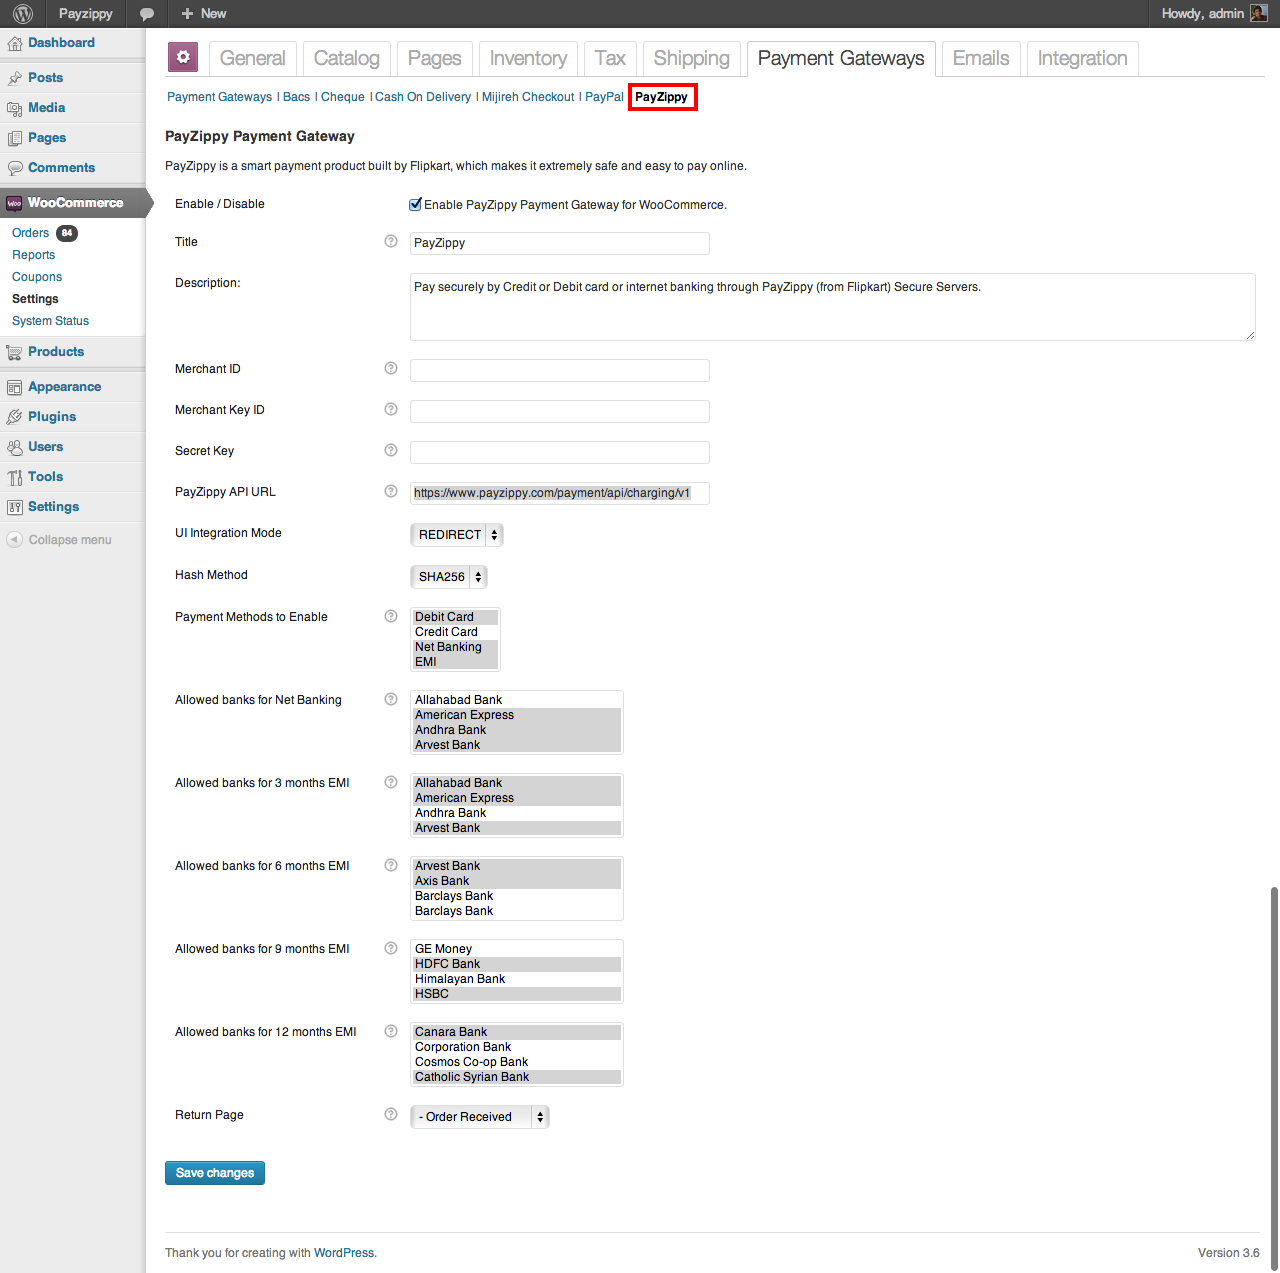 Payzippy
New
Howdy, admin
Dashboard
Posts
Media
Pages
Comments
WooCommerce
Orders 84
Reports
Coupons
Settings
System Status
Products
Appearance
Plugins
Users
Tools
Settings
Collapse menu
General Catalog Pages Inventory Tax Shipping Payment Gateways Emails Integration
Payment Gateways | Bacs | Cheque | Cash On Delivery | Mijireh Checkout | PayPal PayZippy
PayZippy Payment Gateway
PayZippy is a smart payment product built by Flipkart, which makes it extremely safe and easy to pay online.
Enable / Disable Enable PayZippy Payment Gateway for WooCommerce.
Title ? PayZippy
Description: Pay securely by Credit or Debit card or internet banking through PayZippy (from Flipkart) Secure Servers.
Merchant ID ?
Merchant Key ID ?
Secret Key ?
PayZippy API URL ? https://www.payzippy.com/payment/api/charging/v1
UI Integration Mode REDIRECT
Hash Method SHA256
Payment Methods to Enable ? Debit Card
Credit Card
Net Banking
EMI
Allowed banks for Net Banking ? Allahabad Bank
American Express
Andhra Bank
Arvest Bank
Allowed banks for 3 months EMI ? Allahabad Bank
American Express
Andhra Bank
Arvest Bank
Allowed banks for 6 months EMI ? Arvest Bank
Axis Bank
Barclays Bank
Barclays Bank
Allowed banks for 9 months EMI ? GE Money
HDFC Bank
Himalayan Bank
HSBC
Allowed banks for 12 months EMI ? Canara Bank
Corporation Bank
Cosmos Co-op Bank
Catholic Syrian Bank
Return Page ? - Order Received
Save changes
Thank you for creating with WordPress. Version 3.6